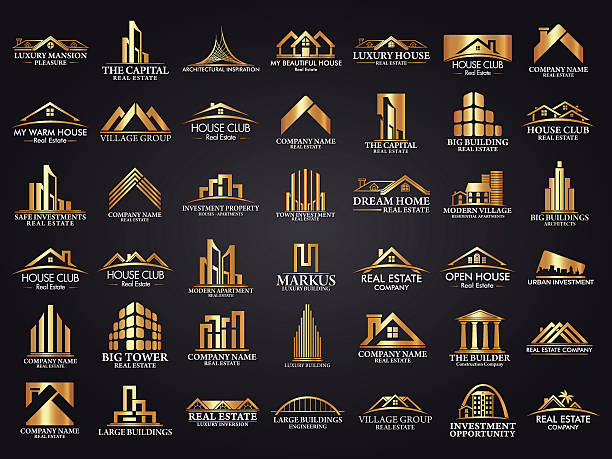 LUXURY MANSION
PLEASURE
THE CAPITAL
REAL ESTATE
ARCHITECTURAL INSPIRATION
MY BEAUTIFUL HOUSE
Real Estate
LUXURY HOUSE
REAL ESTATE
HOUSE CLUB
Real Estate
COMPANY NAME
REAL ESTATE
MY WARM HOUSE
Real Estate
VILLAGE GROUP
HOUSE CLUB
Real Estate
COMPANY NAME
REAL ESTATE
THE CAPITAL
REAL ESTATE
BIG BUILDING
REAL ESTATE
HOUSE CLUB
Real Estate
SAFE INVESTMENTS
REAL ESTATE
COMPANY NAME
REAL ESTATE
INVESTMENT PROPERTY
HOUSES - APARTMENTS
TOWN INVESTMENT
REAL ESTATE
DREAM HOME
REAL ESTATE
MODERN VILLAGE
RESIDENTIAL APARTMENTS
BIG BUILDINGS
ARCHITECTS
HOUSE CLUB
Real Estate
HOUSE CLUB
Real Estate
MODERN APARTMENT
REAL ESTATE
MARKUS
LUXURY BUILDING
REAL ESTATE
COMPANY
OPEN HOUSE
Real Estate
URBAN INVESTMENT
COMPANY NAME
REAL ESTATE
BIG TOWER
REAL ESTATE
COMPANY NAME
REAL ESTATE
LUXURY BUILDING
COMPANY NAME
REAL ESTATE
THE BUILDER
Construction Company
REAL ESTATE COMPANY
COMPANY NAME
REAL ESTATE
LARGE BUILDINGS
REAL ESTATE
LUXURY INVERSION
LARGE BUILDINGS
ENGINEERING
VILLAGE GROUP
REAL ESTATE
INVESTMENT
OPPORTUNITY
REAL ESTATE
COMPANY